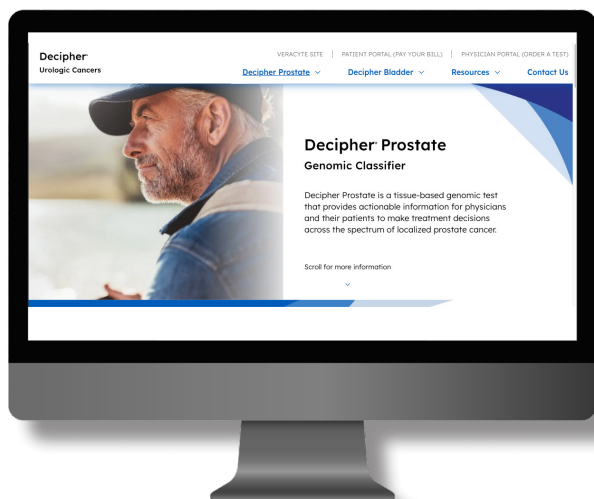 Decipher
Urologic Cancers
VERACYTE SITE | PATIENT PORTAL (PAY YOUR BILL) | PHYSICIAN PORTAL (ORDER A TEST)
Decipher Prostate Decipher Bladder Resources Contact Us
Decipher Prostate
Genomic Classifier
Decipher Prostate is a tissue-based genomic test
that provides actionable information for physicians
and their patients to make treatment decisions
across the spectrum of localized prostate cancer.
Scroll for more information